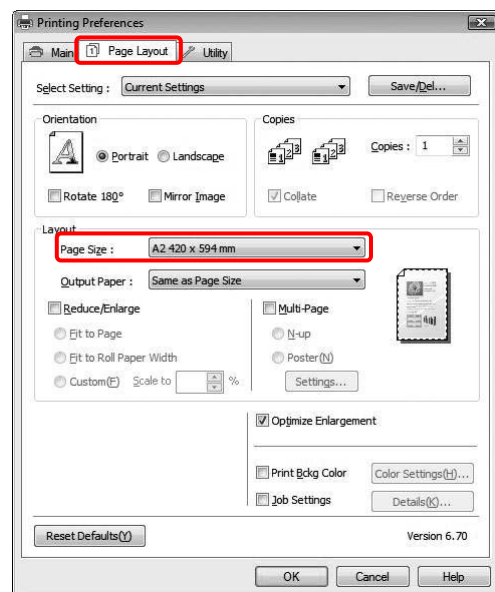 Printing Preferences
Main Page Layout Utility
Select Setting : Current Settings Save/Del...
Orientation
Portrait Landscape
Rotate 180° Mirror Image
Copies
Copies : 1
Collate Reverse Order
Layout
Page Size : A2 420 x 594 mm
Output Paper : Same as Page Size
Reduce/Enlarge
Fit to Page
Fit to Roll Paper Width
Custom(F) Scale to %
Multi-Page
N-up
Poster(N)
Settings...
Optimize Enlargement
Print Bckg Color Color Settings(H)...
Job Settings Details(K)...
Reset Defaults(Y) Version 6.70
OK Cancel Help